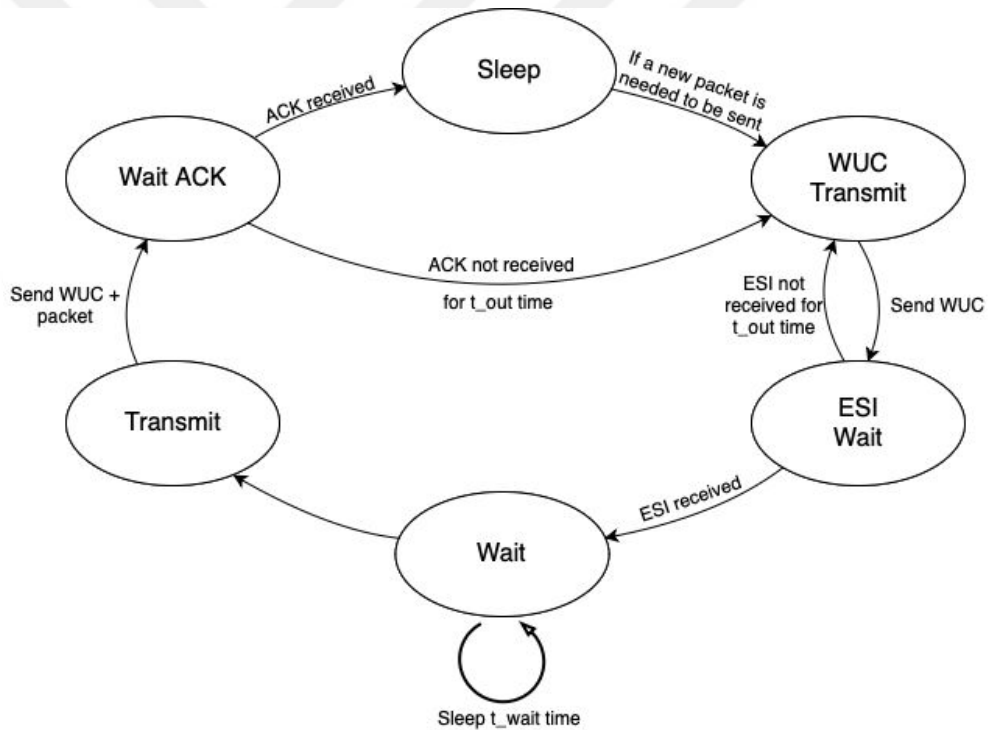 Sleep
ACK received
If a new packet is
needed to be sent
Wait ACK
WUC
Transmit
ACK not received
for t_out time
Send WUC +
packet
ESI not
received for
t_out time
Send WUC
Transmit
ESI
Wait
ESI received
Wait
Sleep t_wait time